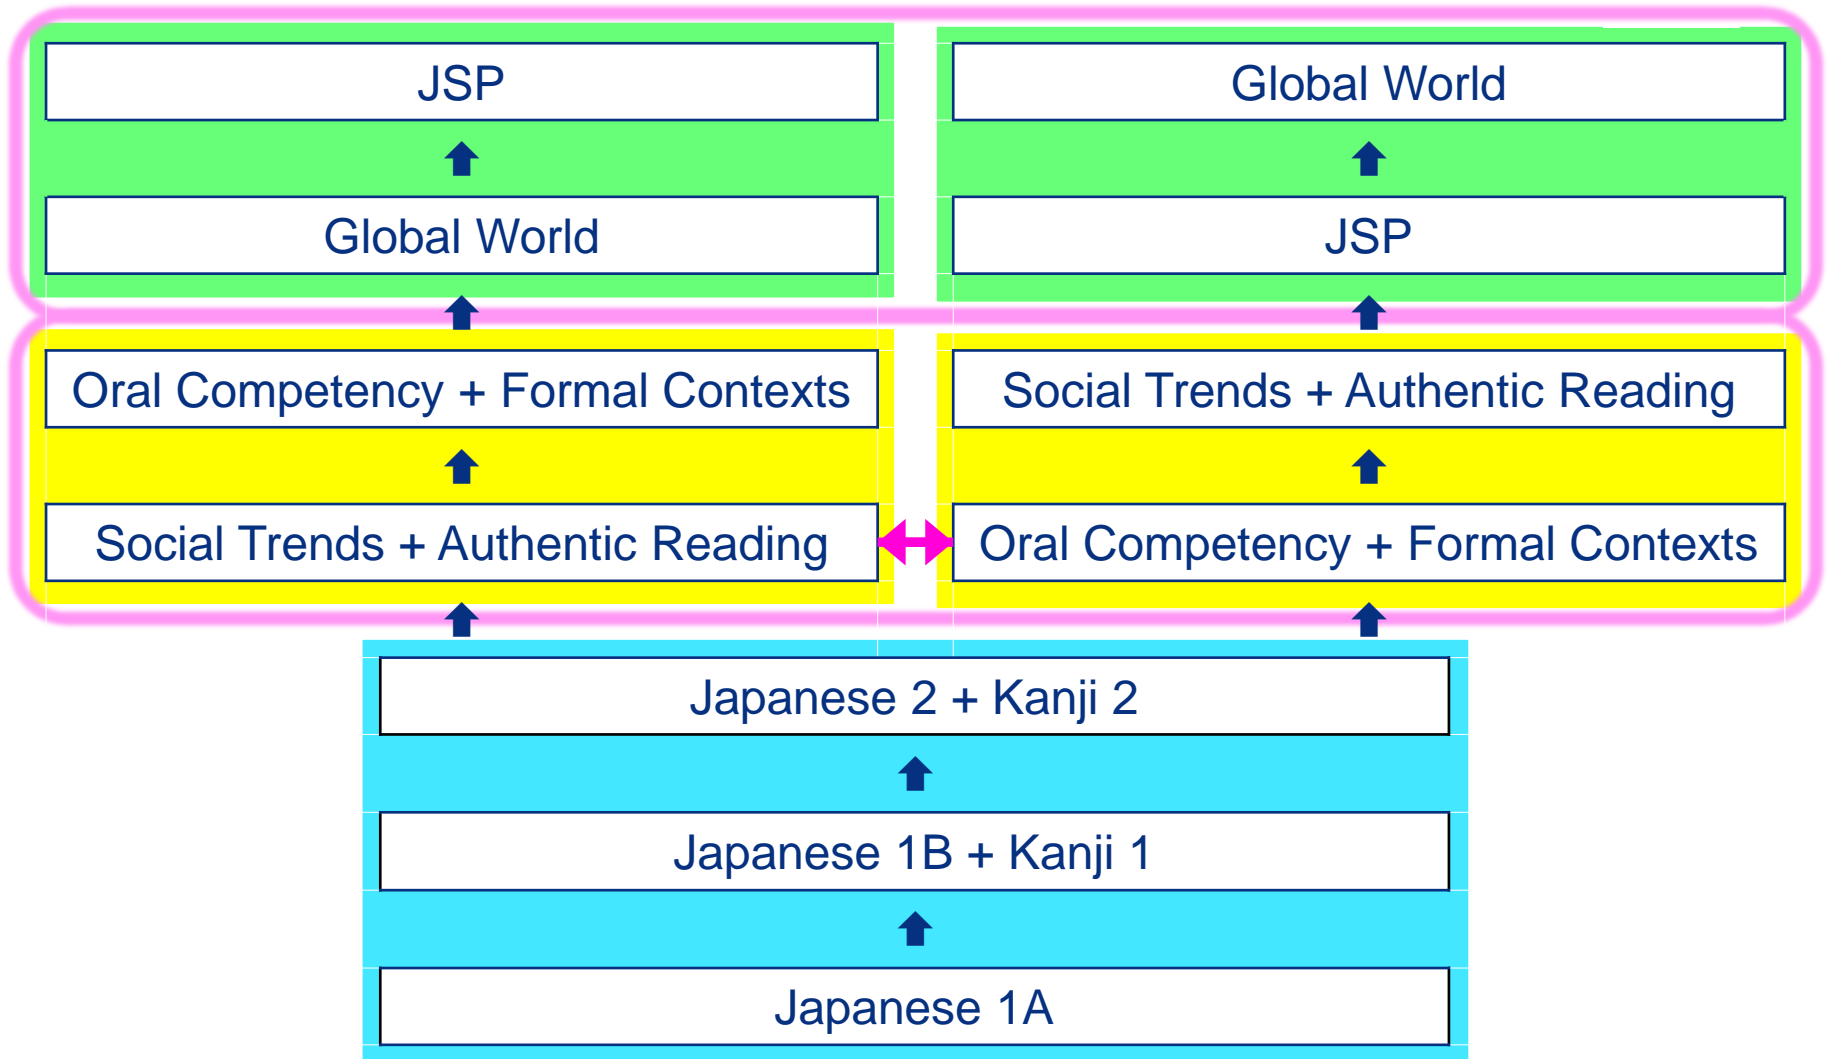 JSP
Global World
Global World
JSP
Oral Competency + Formal Contexts
Social Trends + Authentic Reading
Social Trends + Authentic Reading
Oral Competency + Formal Contexts
Japanese 2 + Kanji 2
Japanese 1B + Kanji 1
Japanese 1A